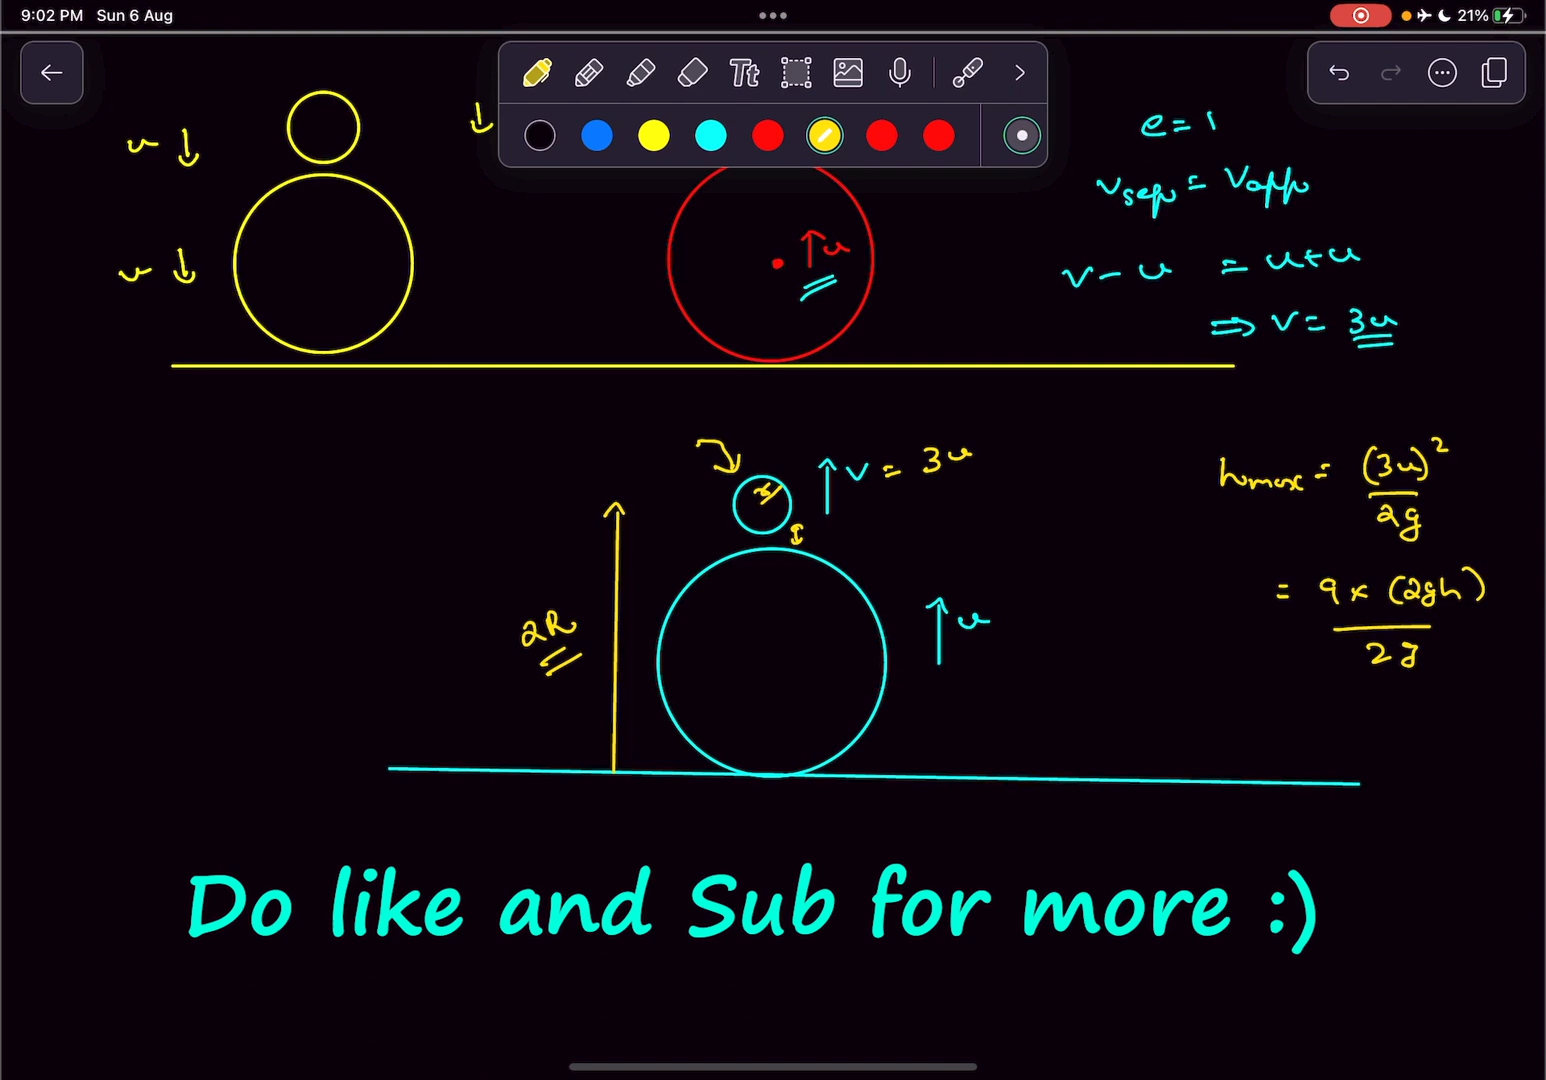 9:02 PM Sun 6 Aug
21%
Tt
u
u
u
e = 1
Vsep = Vapp
v - u = u+u
⇒ v = 3u
v = 3u
r
2R
u
hmax = (3u)²
2g
= 9 x (2gh)
2g
Do like and Sub for more :)